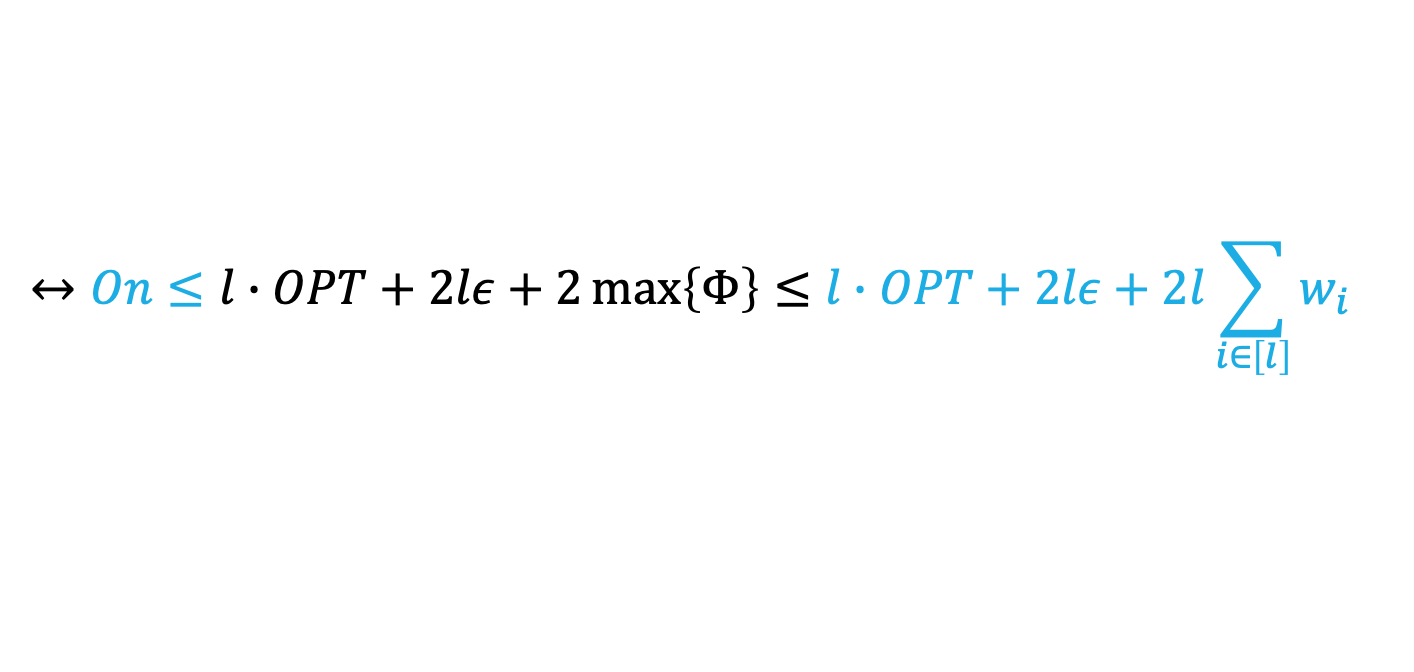 ↔ On ≤ l · OPT + 2lϵ + 2 max{Φ} ≤ l · OPT + 2lϵ + 2l ∑_{i∈[l]} w_i